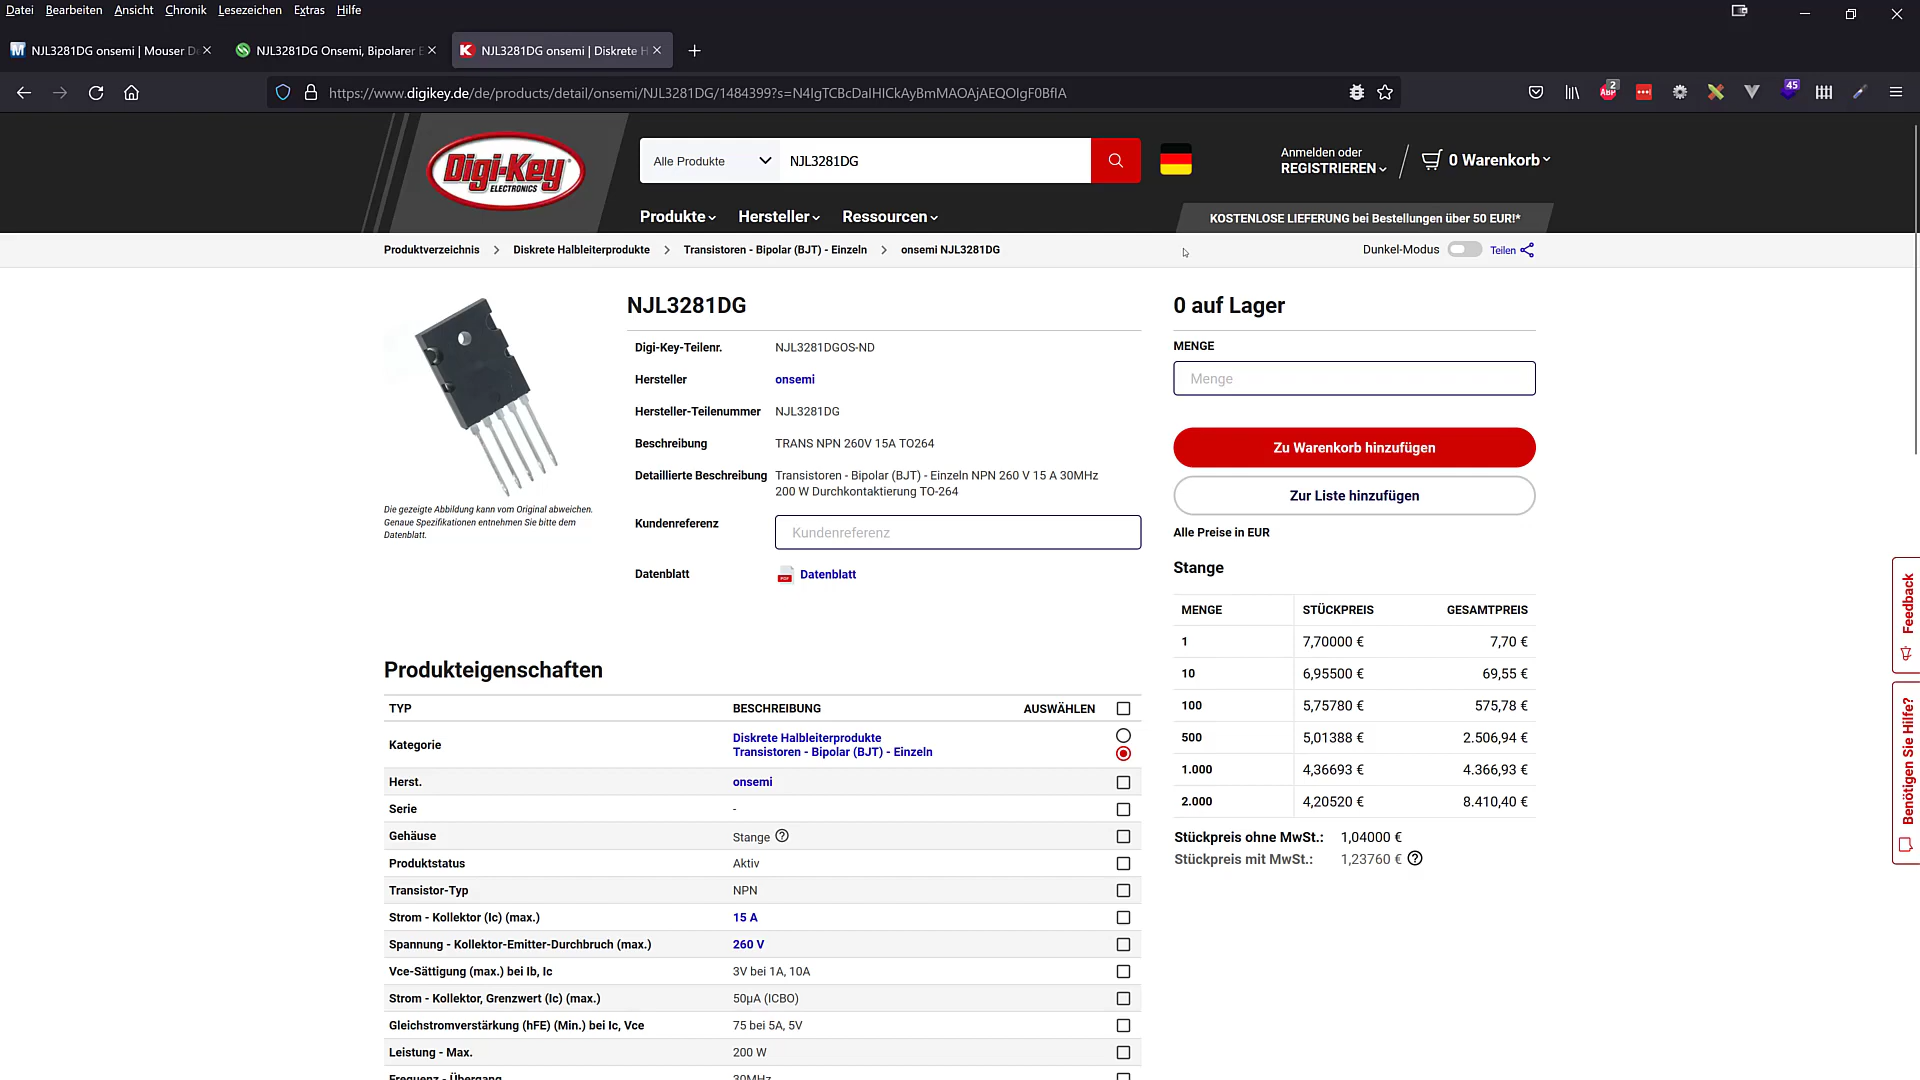 Datei Bearbeiten Ansicht Chronik Lesezeichen Extras Hilfe
M NJL3281DG onsemi | Mouser De
NJL3281DG Onsemi, Bipolarer
K NJL3281DG onsemi | Diskrete H
https://www.digikey.de/de/products/detail/onsemi/NJL3281DG/1484399?s=N4IgTCBcDaIHICkAyBmMAOAjAEQOIgF0BfIA
ABP 2
45
Digi-Key
ELECTRONICS
Alle Produkte
NJL3281DG
Anmelden oder
REGISTRIEREN
0 Warenkorb
Produkte Hersteller Ressourcen
KOSTENLOSE LIEFERUNG bei Bestellungen über 50 EUR!*
Produktverzeichnis > Diskrete Halbleiterprodukte > Transistoren - Bipolar (BJT) - Einzeln > onsemi NJL3281DG
Dunkel-Modus Teilen
Die gezeigte Abbildung kann vom Original abweichen.
Genaue Spezifikationen entnehmen Sie bitte dem
Datenblatt.
NJL3281DG
Digi-Key-Teilenr. NJL3281DGOS-ND
Hersteller onsemi
Hersteller-Teilenummer NJL3281DG
Beschreibung TRANS NPN 260V 15A TO264
Detaillierte Beschreibung Transistoren - Bipolar (BJT) - Einzeln NPN 260 V 15 A 30MHz
200 W Durchkontaktierung TO-264
Kundenreferenz Kundenreferenz
Datenblatt PDF Datenblatt
0 auf Lager
MENGE
Menge
Zu Warenkorb hinzufügen
Zur Liste hinzufügen
Alle Preise in EUR
Stange
MENGE STÜCKPREIS GESAMTPREIS
1 7,70000 € 7,70 €
10 6,95500 € 69,55 €
100 5,75780 € 575,78 €
500 5,01388 € 2.506,94 €
1.000 4,36693 € 4.366,93 €
2.000 4,20520 € 8.410,40 €
Stückpreis ohne MwSt.: 1,04000 €
Stückpreis mit MwSt.: 1,23760 € ?
Produkteigenschaften
TYP BESCHREIBUNG AUSWÄHLEN
Kategorie Diskrete Halbleiterprodukte
Transistoren - Bipolar (BJT) - Einzeln
Herst. onsemi
Serie -
Gehäuse Stange ?
Produktstatus Aktiv
Transistor-Typ NPN
Strom - Kollektor (Ic) (max.) 15 A
Spannung - Kollektor-Emitter-Durchbruch (max.) 260 V
Vce-Sättigung (max.) bei Ib, Ic 3V bei 1A, 10A
Strom - Kollektor, Grenzwert (Ic) (max.) 50µA (ICBO)
Gleichstromverstärkung (hFE) (Min.) bei Ic, Vce 75 bei 5A, 5V
Leistung - Max. 200 W
Frequenz - Übergang 30MHz
Feedback
Benötigen Sie Hilfe?